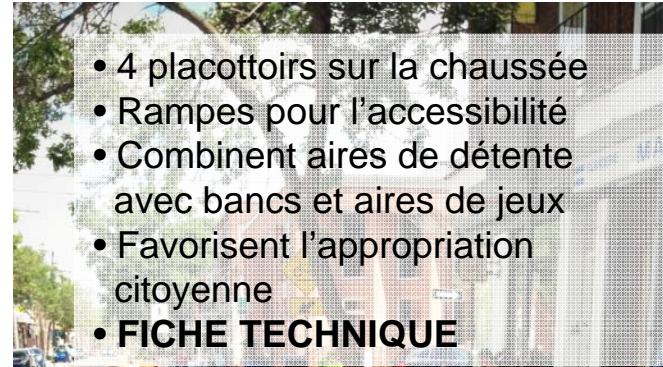 • 4 placottoirs sur la chaussée
• Rampes pour l’accessibilité
• Combinent aires de détente
avec bancs et aires de jeux
• Favorisent l’appropriation
citoyenne
• FICHE TECHNIQUE